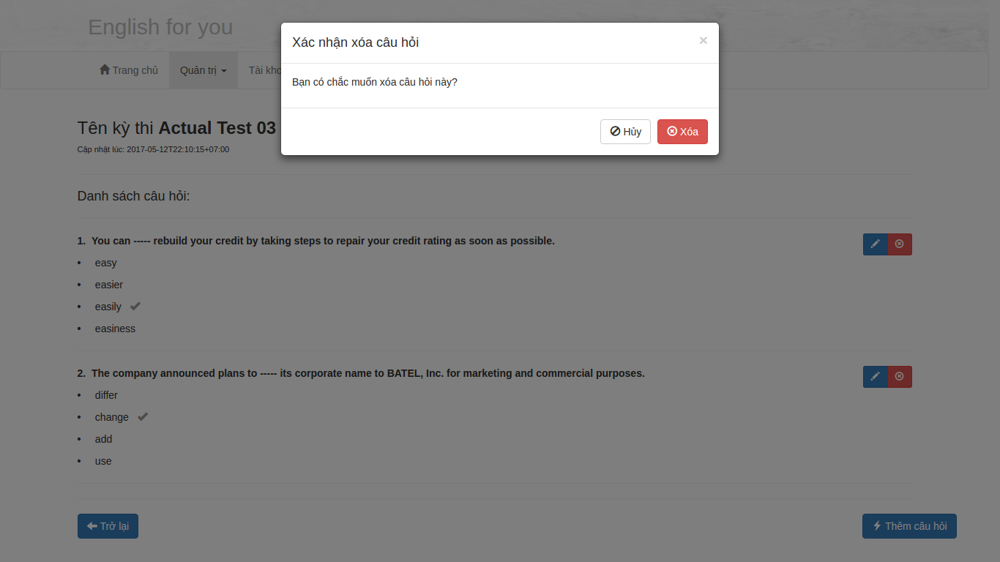 English for you
Xác nhận xóa câu hỏi
×
Trang chủ Quản trị Tài kho
Bạn có chắc muốn xóa câu hỏi này?
Hủy Xóa
Tên kỳ thi Actual Test 03
Cập nhật lúc: 2017-05-12T22:10:15+07:00
Danh sách câu hỏi:
1. You can ----- rebuild your credit by taking steps to repair your credit rating as soon as possible.
• easy
• easier
• easily
• easiness
2. The company announced plans to ----- its corporate name to BATEL, Inc. for marketing and commercial purposes.
• differ
• change
• add
• use
Trở lại Thêm câu hỏi